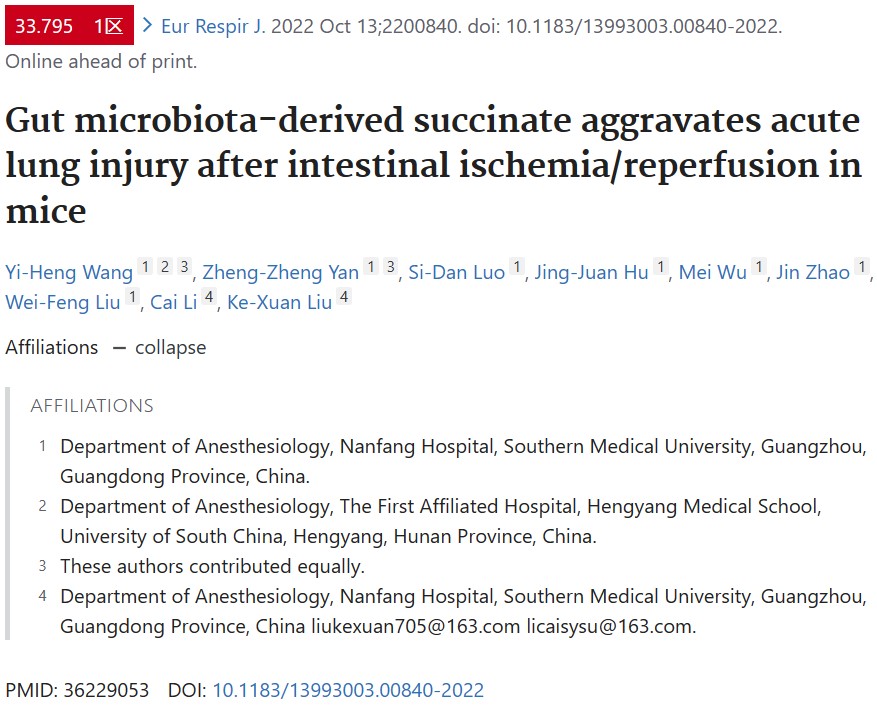 33.795 1区 > Eur Respir J. 2022 Oct 13;2200840. doi: 10.1183/13993003.00840-2022.
Online ahead of print.
Gut microbiota-derived succinate aggravates acute
lung injury after intestinal ischemia/reperfusion in
mice
Yi-Heng Wang 1 2 3, Zheng-Zheng Yan 1 3, Si-Dan Luo 1, Jing-Juan Hu 1, Mei Wu 1, Jin Zhao 1,
Wei-Feng Liu 1, Cai Li 4, Ke-Xuan Liu 4
Affiliations — collapse
AFFILIATIONS
1 Department of Anesthesiology, Nanfang Hospital, Southern Medical University, Guangzhou,
Guangdong Province, China.
2 Department of Anesthesiology, The First Affiliated Hospital, Hengyang Medical School,
University of South China, Hengyang, Hunan Province, China.
3 These authors contributed equally.
4 Department of Anesthesiology, Nanfang Hospital, Southern Medical University, Guangzhou,
Guangdong Province, China liukexuan705@163.com licaisysu@163.com.
PMID: 36229053 DOI: 10.1183/13993003.00840-2022